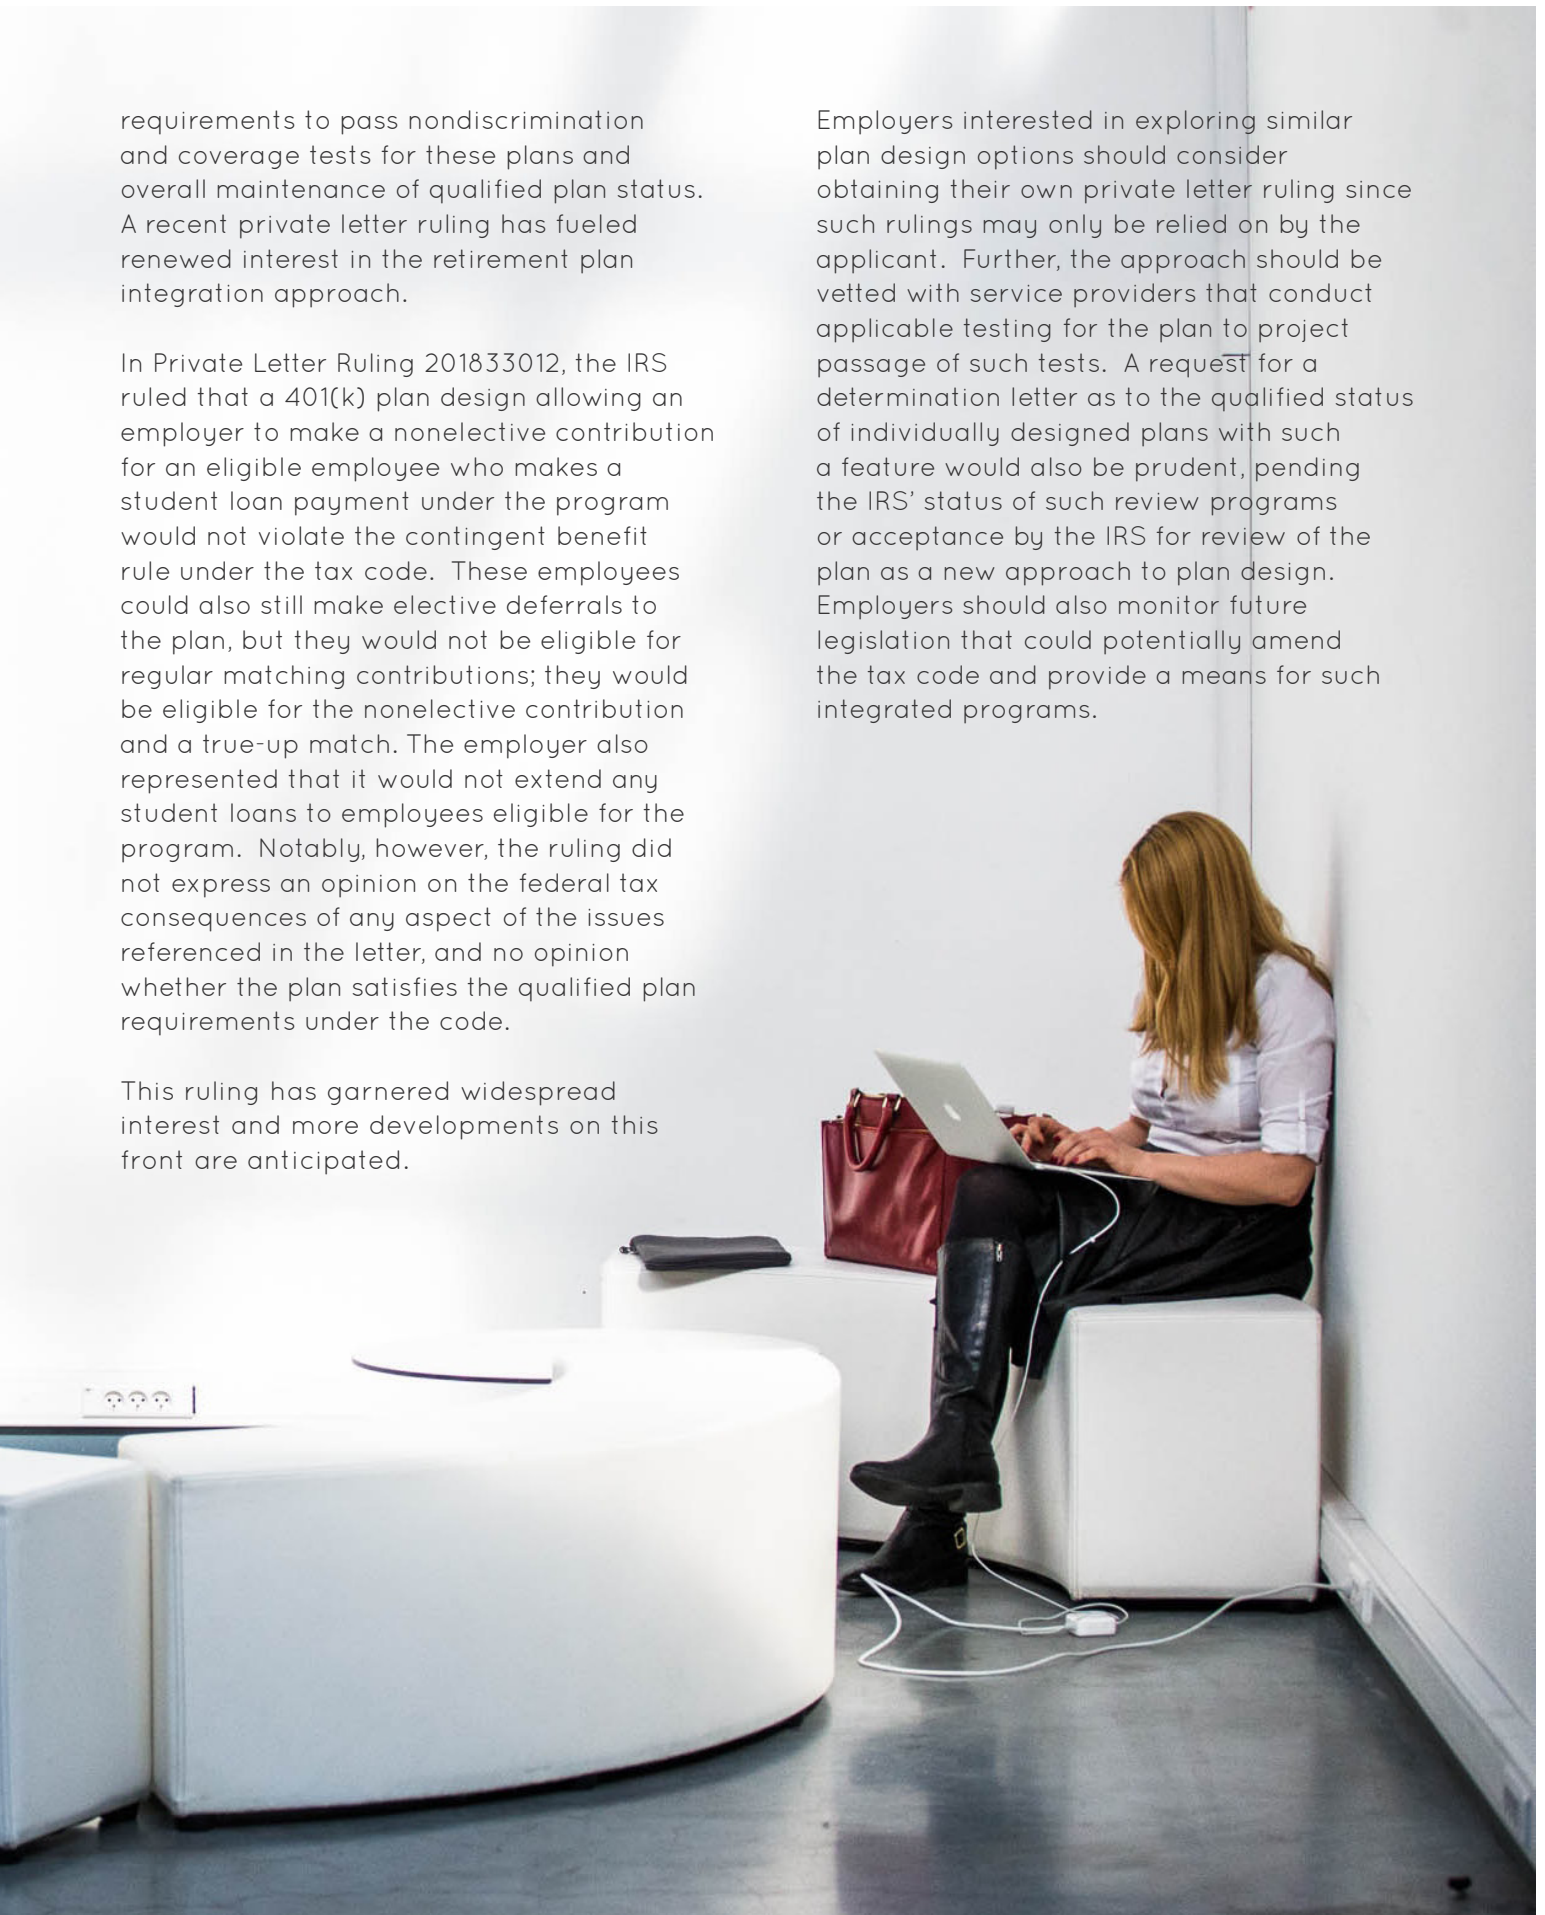 requirements to pass nondiscrimination
and coverage tests for these plans and
overall maintenance of qualified plan status.
A recent private letter ruling has fueled
renewed interest in the retirement plan
integration approach.
In Private Letter Ruling 201833012, the IRS
ruled that a 401(k) plan design allowing an
employer to make a nonelective contribution
for an eligible employee who makes a
student loan payment under the program
would not violate the contingent benefit
rule under the tax code.  These employees
could also still make elective deferrals to
the plan, but they would not be eligible for
regular matching contributions; they would
be eligible for the nonelective contribution
and a true-up match. The employer also
represented that it would not extend any
student loans to employees eligible for the
program.  Notably, however, the ruling did
not express an opinion on the federal tax
consequences of any aspect of the issues
referenced in the letter, and no opinion
whether the plan satisfies the qualified plan
requirements under the code.
This ruling has garnered widespread
interest and more developments on this
front are anticipated.
Employers interested in exploring similar
plan design options should consider
obtaining their own private letter ruling since
such rulings may only be relied on by the
applicant.  Further, the approach should be
vetted with service providers that conduct
applicable testing for the plan to project
passage of such tests.  A request for a
determination letter as to the qualified status
of individually designed plans with such
a feature would also be prudent, pending
the IRS’ status of such review programs
or acceptance by the IRS for review of the
plan as a new approach to plan design.
Employers should also monitor future
legislation that could potentially amend
the tax code and provide a means for such
integrated programs.